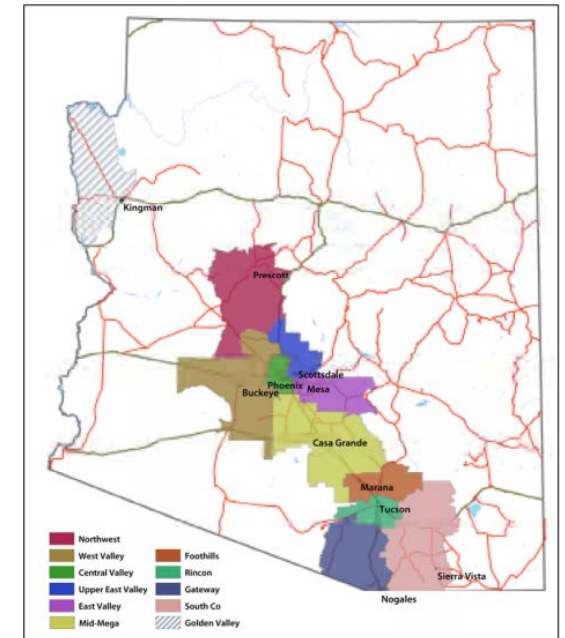 Kingman
Prescott
Scottsdale
Phoenix
Mesa
Buckeye
Casa Grande
Marana
Tucson
Sierra Vista
Nogales
Northwest
West Valley
Central Valley
Upper East Valley
East Valley
Mid-Mega
Foothills
Rincon
Gateway
South Co
Golden Valley